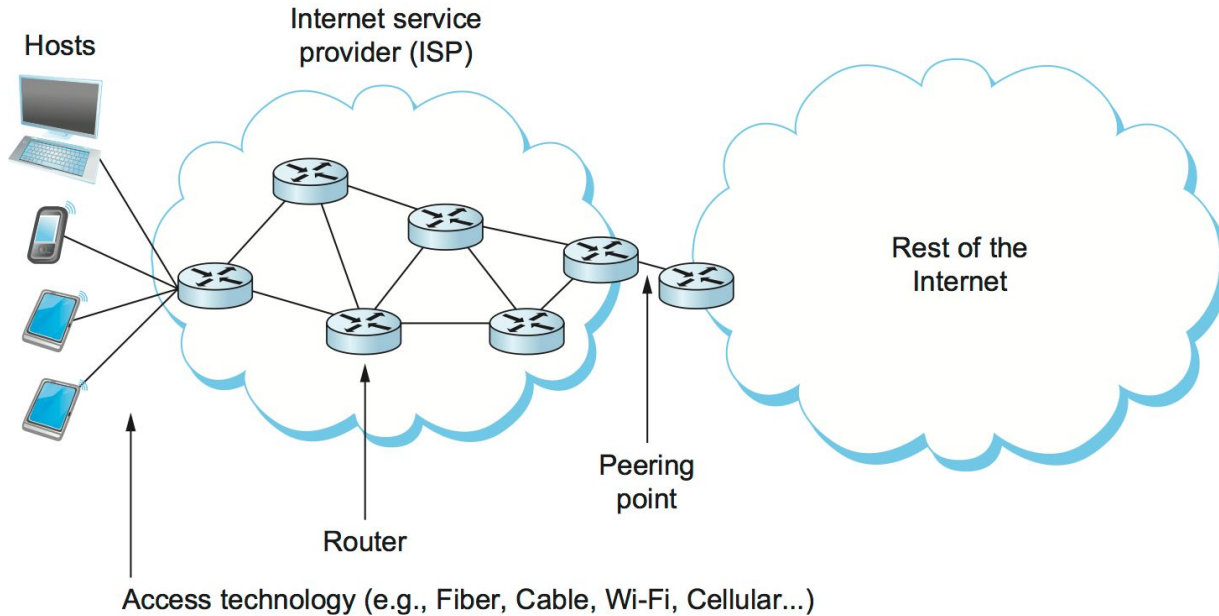 Hosts
Internet service
provider (ISP)
Rest of the
Internet
Peering
point
Router
Access technology (e.g., Fiber, Cable, Wi-Fi, Cellular...)